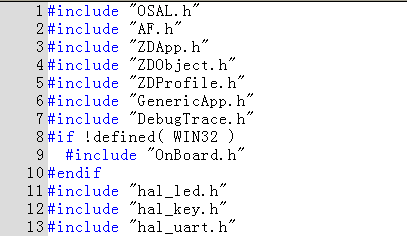 1 #include "OSAL.h"
2 #include "AF.h"
3 #include "ZDApp.h"
4 #include "ZDObject.h"
5 #include "ZDProfile.h"
6 #include "GenericApp.h"
7 #include "DebugTrace.h"
8 #if !defined( WIN32 )
9   #include "OnBoard.h"
10 #endif
11 #include "hal_led.h"
12 #include "hal_key.h"
13 #include "hal_uart.h"